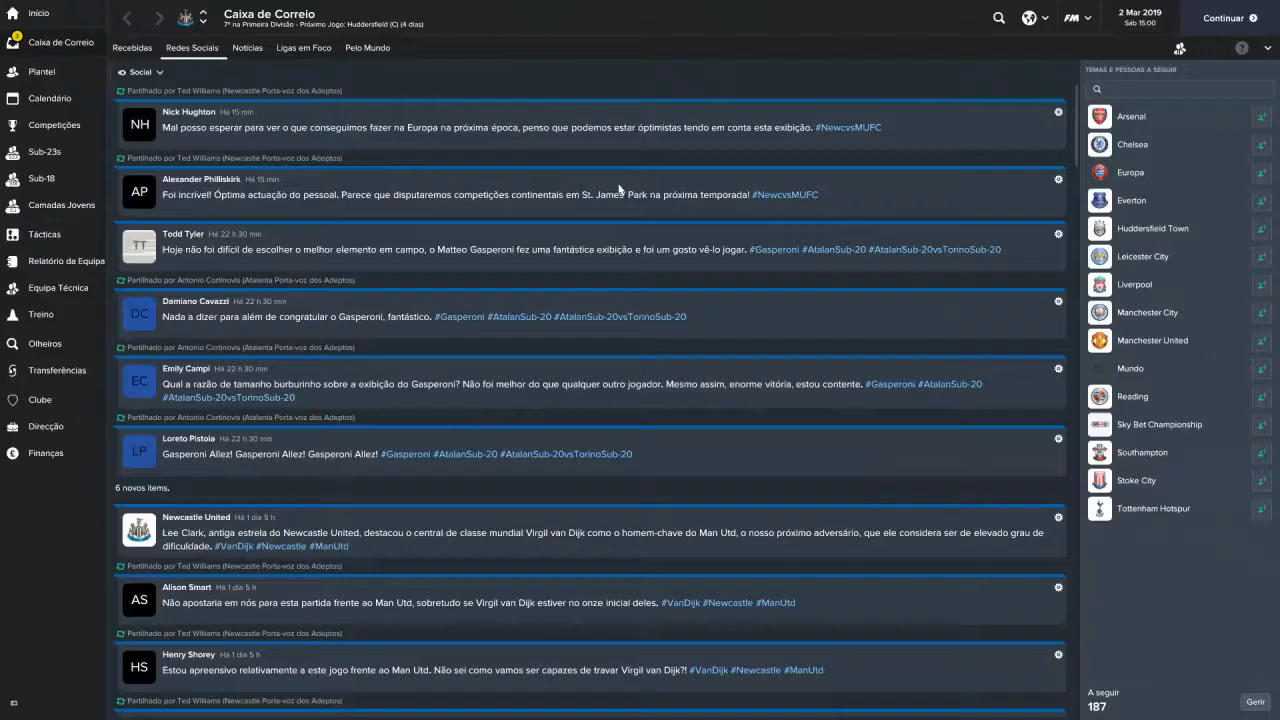 Início
3
Caixa de Correio
Plantel
Calendário
Competições
Sub-23s
Sub-18
Camadas Jovens
Tácticas
Relatório da Equipa
Equipa Técnica
Treino
Olheiros
Transferências
Clube
Direcção
Finanças
Caixa de Correio
7º na Primeira Divisão - Próximo Jogo: Huddersfield (C) (4 dias)
FM
2 Mar 2019
Sáb 15:00
Continuar
Recebidas
Redes Sociais
Notícias
Ligas em Foco
Pelo Mundo
?
Social
Partilhado por Ted Williams (Newcastle Porta-voz dos Adeptos)
NH
Nick Hughton Há 15 min
Mal posso esperar para ver o que conseguimos fazer na Europa na próxima época, penso que podemos estar óptimistas tendo em conta esta exibição. #NewcvsMUFC
Partilhado por Ted Williams (Newcastle Porta-voz dos Adeptos)
AP
Alexander Philliskirk Há 15 min
Foi incrível! Óptima actuação do pessoal. Parece que disputaremos competições continentais em St. James' Park na próxima temporada! #NewcvsMUFC
TT
Todd Tyler Há 22 h 30 min
Hoje não foi difícil de escolher o melhor elemento em campo, o Matteo Gasperoni fez uma fantástica exibição e foi um gosto vê-lo jogar. #Gasperoni #AtalanSub-20 #AtalanSub-20vsTorinoSub-20
Partilhado por Antonio Cortinovis (Atalanta Porta-voz dos Adeptos)
DC
Damiano Cavazzi Há 22 h 30 min
Nada a dizer para além de congratular o Gasperoni, fantástico. #Gasperoni #AtalanSub-20 #AtalanSub-20vsTorinoSub-20
Partilhado por Antonio Cortinovis (Atalanta Porta-voz dos Adeptos)
EC
Emily Campi Há 22 h 30 min
Qual a razão de tamanho burburinho sobre a exibição do Gasperoni? Não foi melhor do que qualquer outro jogador. Mesmo assim, enorme vitória, estou contente. #Gasperoni #AtalanSub-20
#AtalanSub-20vsTorinoSub-20
Partilhado por Antonio Cortinovis (Atalanta Porta-voz dos Adeptos)
LP
Loreto Pistoia Há 22 h 30 min
Gasperoni Allez! Gasperoni Allez! Gasperoni Allez! #Gasperoni #AtalanSub-20 #AtalanSub-20vsTorinoSub-20
6 novos items.
Newcastle United Há 1 dia 5 h
Lee Clark, antiga estrela do Newcastle United, destacou o central de classe mundial Virgil van Dijk como o homem-chave do Man Utd, o nosso próximo adversário, que ele considera ser de elevado grau de
dificuldade. #VanDijk #Newcastle #ManUtd
Partilhado por Ted Williams (Newcastle Porta-voz dos Adeptos)
AS
Alison Smart Há 1 dia 5 h
Não apostaria em nós para esta partida frente ao Man Utd, sobretudo se Virgil van Dijk estiver no onze inicial deles. #VanDijk #Newcastle #ManUtd
Partilhado por Ted Williams (Newcastle Porta-voz dos Adeptos)
HS
Henry Shorey Há 1 dia 5 h
Estou apreensivo relativamente a este jogo frente ao Man Utd. Não sei como vamos ser capazes de travar Virgil van Dijk?! #VanDijk #Newcastle #ManUtd
Partilhado por Ted Williams (Newcastle Porta-voz dos Adeptos)
TEMAS E PESSOAS A SEGUIR
Arsenal
Chelsea
Europa
Everton
Huddersfield Town
Leicester City
Liverpool
Manchester City
Manchester United
Mundo
Reading
Sky Bet Championship
Southampton
Stoke City
Tottenham Hotspur
A seguir
187
Gerir